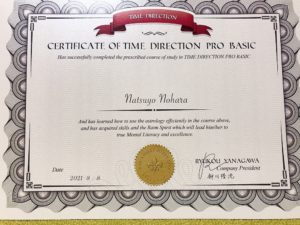 TIME DIRECTION
CERTIFICATE OF TIME DIRECTION PRO BASIC
Has successfully completed the prescribed course of study in TIME DIRECTION PRO BASIC
Natsuyo Nohara
And has learned how to use the astrology efficiently in the course above,
and has acquired skills and the Ryim Spirit which will lead him/her to
true Mental Literacy and excellence.
RYUKOU YANAGAWA
Company President
Date
2021・8・8